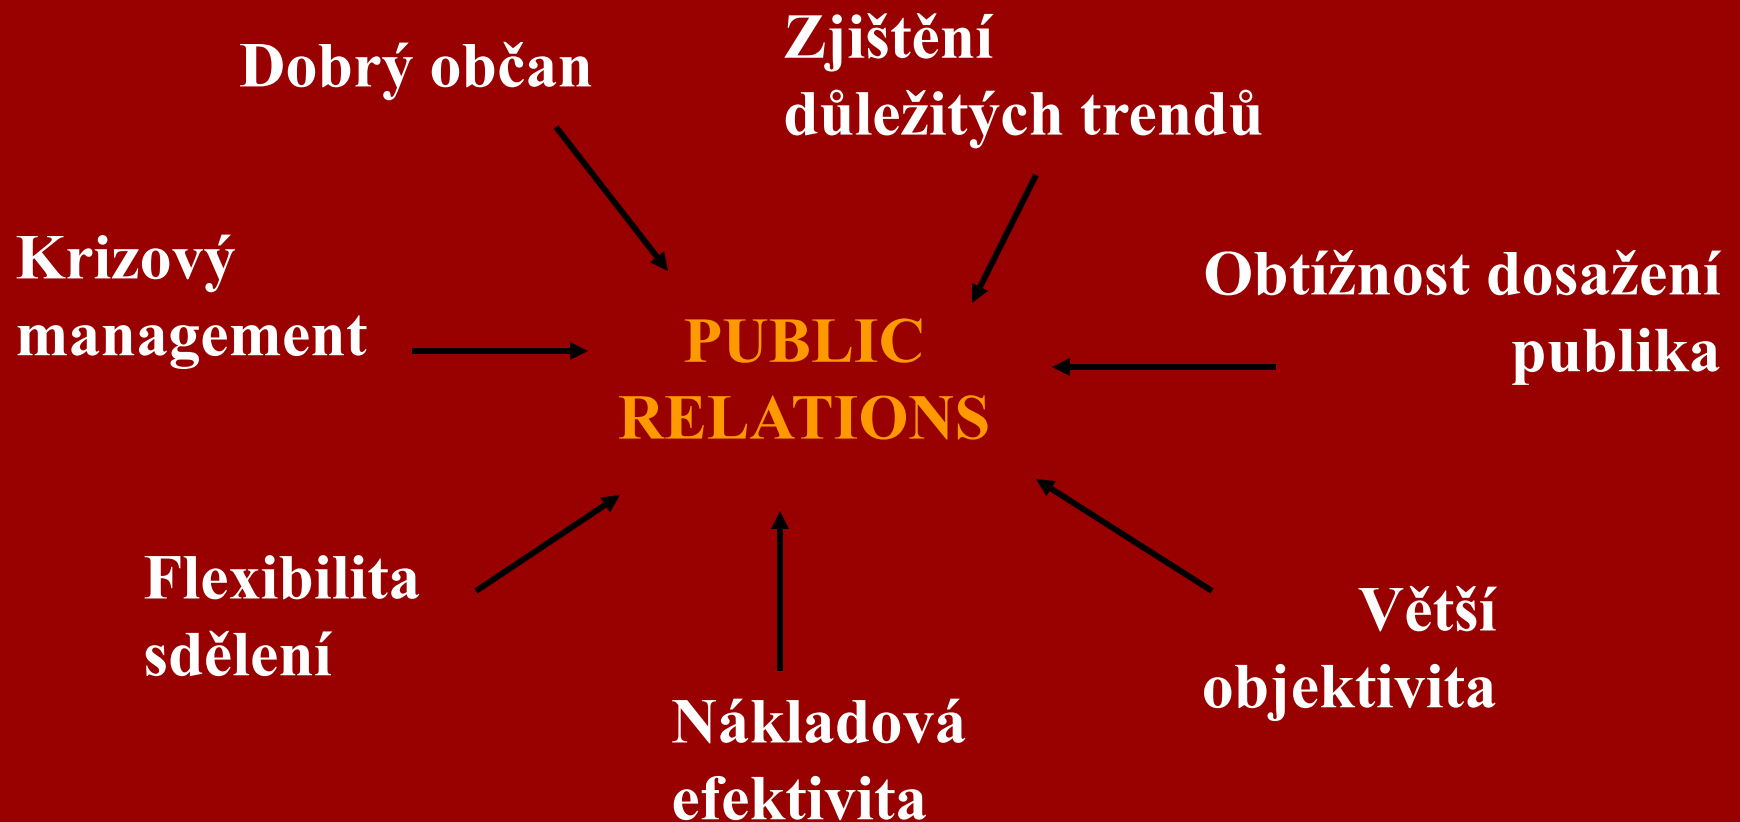 Dobrý občan
Zjištění
důležitých trendů
Krizový
management
Obtížnost dosažení
publika
PUBLIC
RELATIONS
Flexibilita
sdělení
Větší
objektivita
Nákladová
efektivita